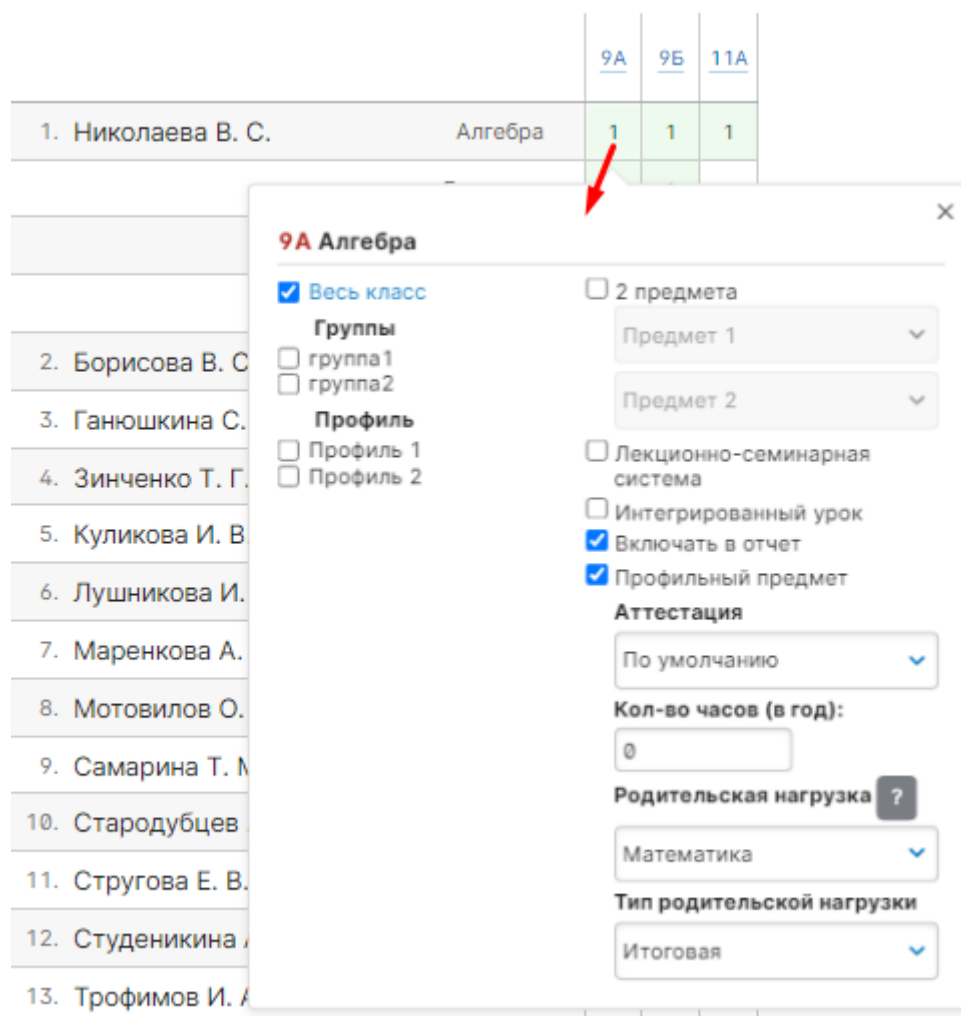 9А 9Б 11А
1. Николаева В. С. Алгебра 1 1 1
9А Алгебра
Весь класс
Группы
группа1
группа2
Профиль
Профиль 1
Профиль 2
2 предмета
Предмет 1
Предмет 2
Лекционно-семинарная
система
Интегрированный урок
Включать в отчет
Профильный предмет
Аттестация
По умолчанию
Кол-во часов (в год):
0
Родительская нагрузка ?
Математика
Тип родительской нагрузки
Итоговая
2. Борисова В. С
3. Ганюшкина С.
4. Зинченко Т. Г.
5. Куликова И. В
6. Лушникова И.
7. Маренкова А.
8. Мотовилов О.
9. Самарина Т. М
10. Стародубцев
11. Стругова Е. В.
12. Студеникина
13. Трофимов И. А